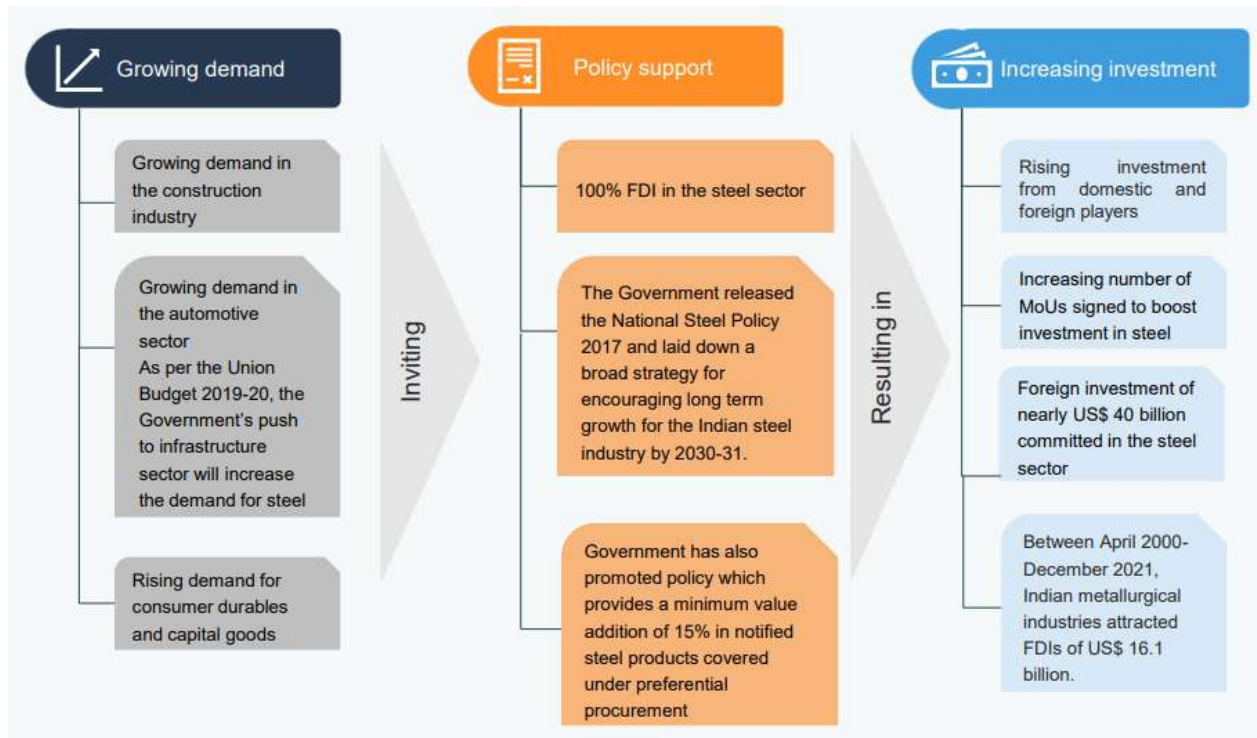 Growing demand
Growing demand in
the construction
industry
Growing demand in
the automotive
sector
As per the Union
Budget 2019-20, the
Government's push
to infrastructure
sector will increase
the demand for steel
Rising demand for
consumer durables
and capital goods
Inviting
Policy support
100% FDI in the steel sector
The Government released
the National Steel Policy
2017 and laid down a
broad strategy for
encouraging long term
growth for the Indian steel
industry by 2030-31.
Government has also
promoted policy which
provides a minimum value
addition of 15% in notified
steel products covered
under preferential
procurement
Resulting in
Increasing investment
Rising investment
from domestic and
foreign players
Increasing number of
MoUs signed to boost
investment in steel
Foreign investment of
nearly US$ 40 billion
committed in the steel
sector
Between April 2000-
December 2021,
Indian metallurgical
industries attracted
FDIs of US$ 16.1
billion.